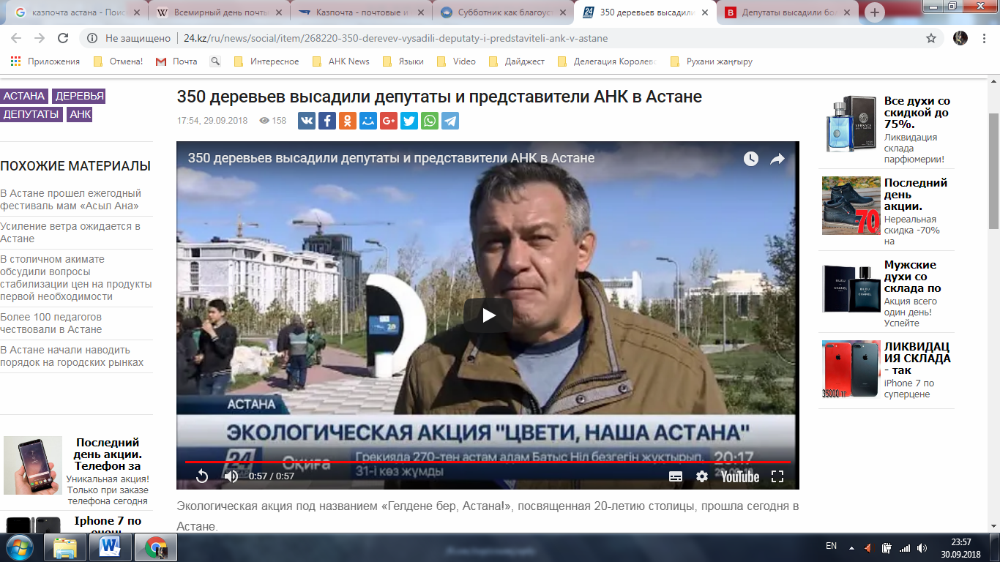 казпочта астана - Поис
Всемирный день почты
Казпочта - почтовые и
Субботник как благоуст
350 деревьев высадили
Депутаты высадили бол
Не защищено
24.kz/ru/news/social/item/268220-350-derevev-vysadili-deputaty-i-predstaviteli-ank-v-astane
Приложения
Отмена!
Почта
Интересное
АНК News
Языки
Video
Дайджест
Делегация Королевс
Рухани жаңғыру
АСТАНА ДЕРЕВЬЯ
ДЕПУТАТЫ АНК
ПОХОЖИЕ МАТЕРИАЛЫ
В Астане прошел ежегодный
фестиваль мам «Асыл Ана»
Усиление ветра ожидается в
Астане
В столичном акимате
обсудили вопросы
стабилизации цен на продукты
первой необходимости
Более 100 педагогов
чествовали в Астане
В Астане начали наводить
порядок на городских рынках
Последний
день акции.
Телефон за
Уникальная акция!
Только при заказе
телефона сегодня
Iphone 7 по
350 деревьев высадили депутаты и представители АНК в Астане
17:54, 29.09.2018
158
350 деревьев высадили депутаты и представители АНК в Астане
АСТАНА
ЭКОЛОГИЧЕСКАЯ АКЦИЯ "ЦВЕТИ, НАША АСТАНА"
24
Оқиға
Грекияда 270-тен астам адам Батыс Ніл безгегін жұқтырып,
31-і көз жұмды
20:17
0:57 / 0:57
YouTube
Экологическая акция под названием «Гелдене бер, Астана!», посвященная 20-летию столицы, прошла сегодня в
Астане.
Все духи со
скидкой до
75%.
Ликвидация
склада
парфюмерии!
Последний
день
акции.
Нереальная
скидка -70%
на
-70%
Мужские
духи со
склада по
Акция всего
один день!
Успейте
BLEU
CHANEL
ЛИКВИДАЦ
ИЯ СКЛАДА
- так
iPhone 7 по
суперцене
35000 тг
EN
23:57
30.09.2018